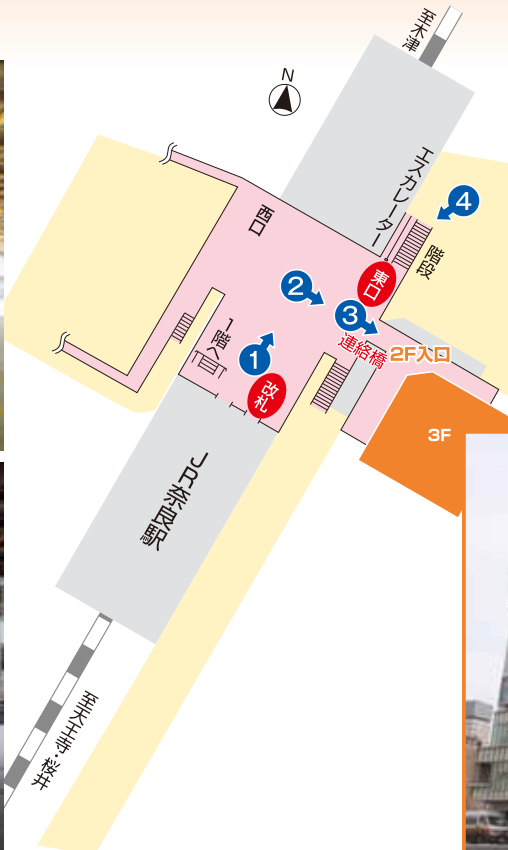 至木津
N
エスカレーター
4
西口
階段
東口
2
3
連絡橋
2F入口
1階へ
1
改札
3F
JR奈良駅
至天王寺・桜井